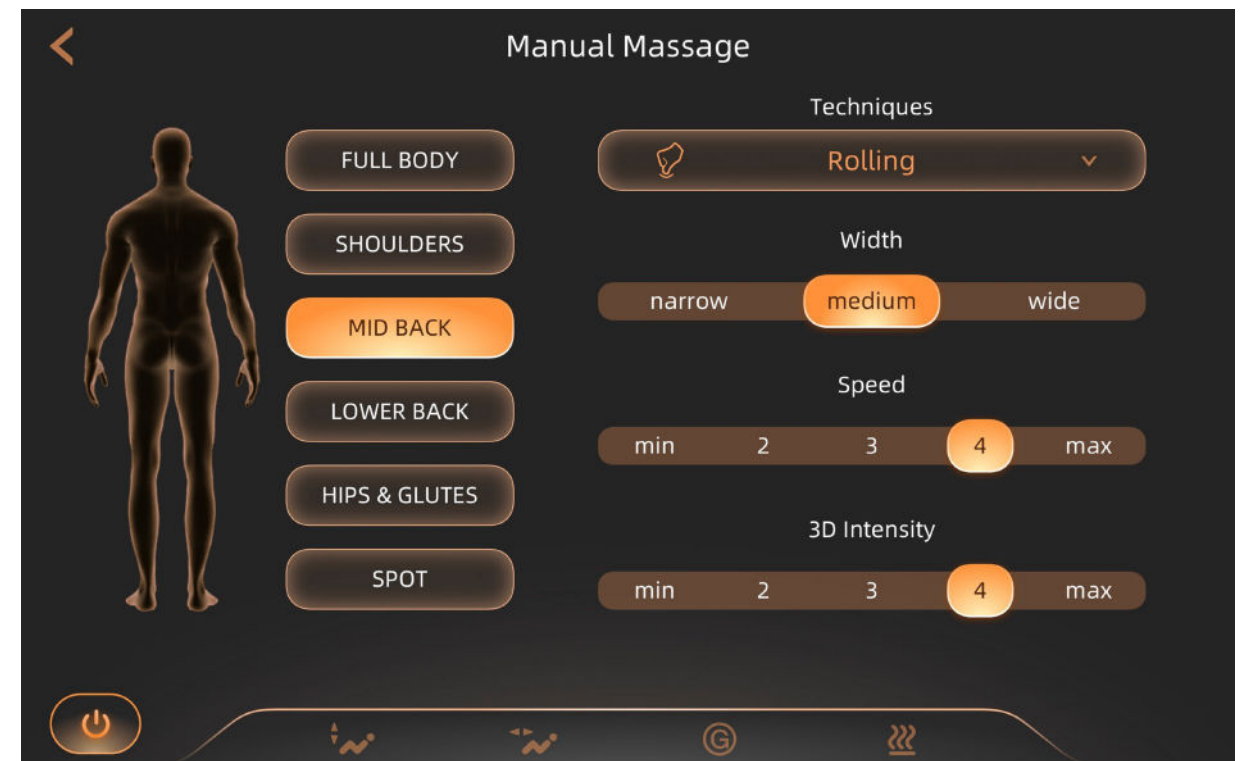 Manual Massage
FULL BODY
SHOULDERS
MID BACK
LOWER BACK
HIPS & GLUTES
SPOT
Techniques
Rolling
Width
narrow medium wide
Speed
min 2 3 4 max
3D Intensity
min 2 3 4 max
G